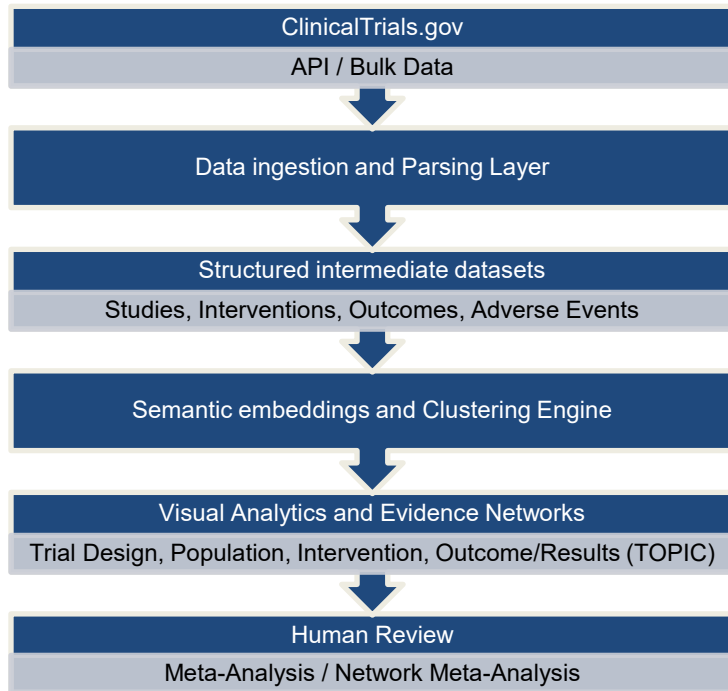 ClinicalTrials.gov
API / Bulk Data
Data ingestion and Parsing Layer
Structured intermediate datasets
Studies, Interventions, Outcomes, Adverse Events
Semantic embeddings and Clustering Engine
Visual Analytics and Evidence Networks
Trial Design, Population, Intervention, Outcome/Results (TOPIC)
Human Review
Meta-Analysis / Network Meta-Analysis